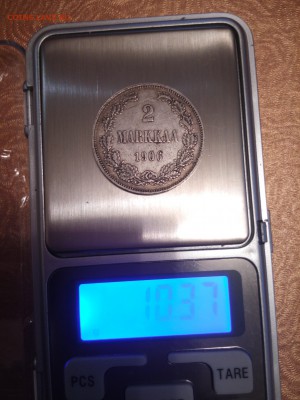 2
MARKKAA
1906
1037
PCS
TARE